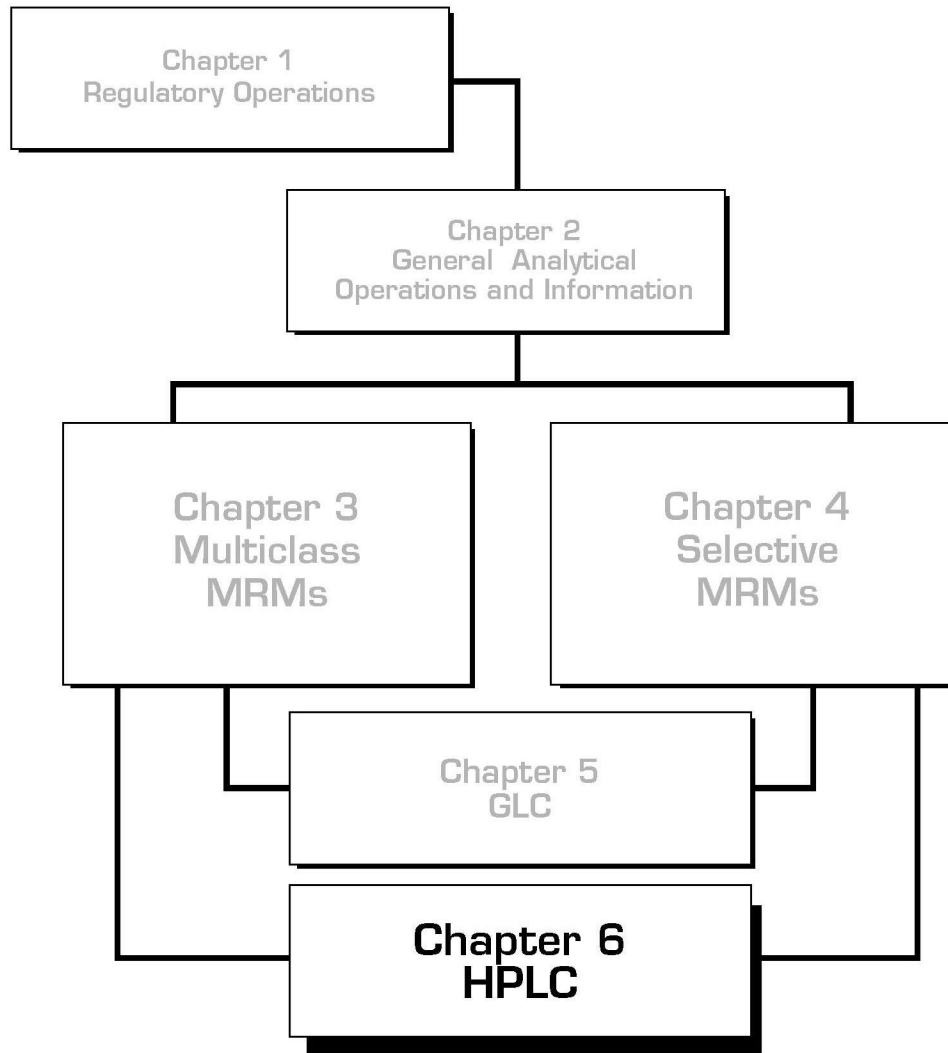 Chapter 1
Regulatory Operations
Chapter 2
General Analytical
Operations and Information
Chapter 3
Multiclass
MRMs
Chapter 4
Selective
MRMs
Chapter 5
GLC
Chapter 6
HPLC